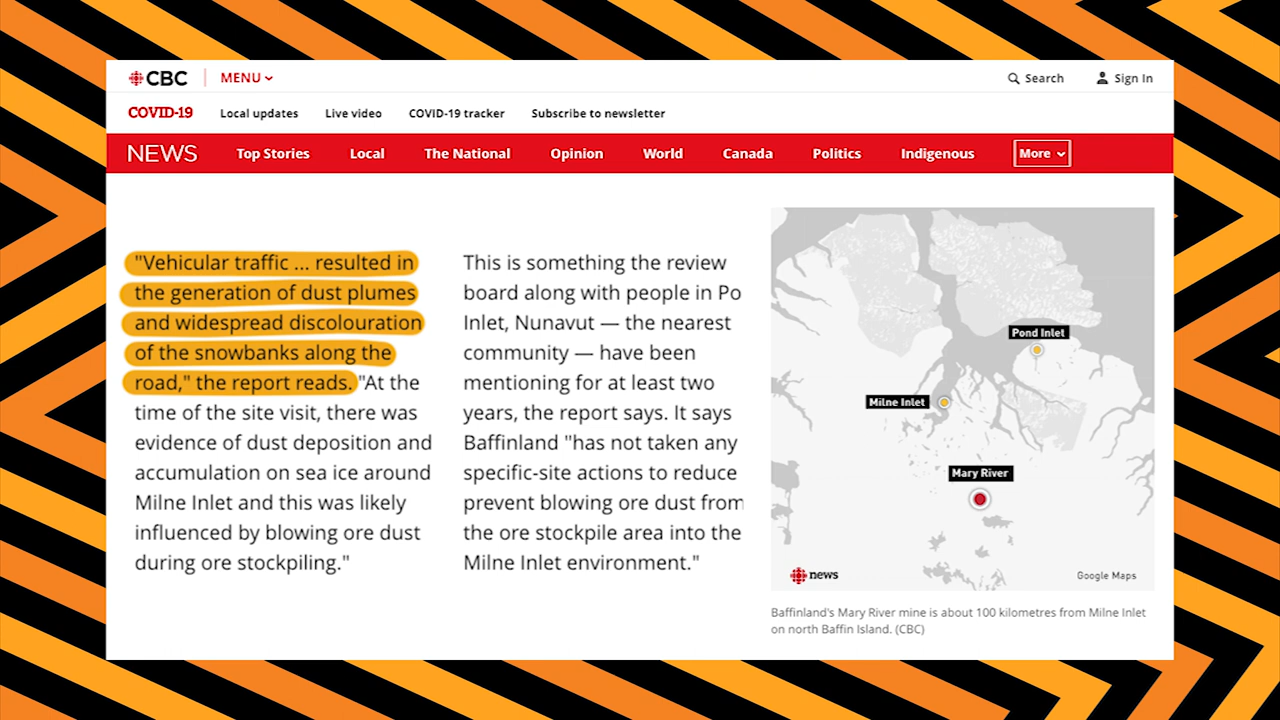 CBC MENU Search Sign In
COVID-19 Local updates Live video COVID-19 tracker Subscribe to newsletter
NEWS Top Stories Local The National Opinion World Canada Politics Indigenous More
"Vehicular traffic ... resulted in
the generation of dust plumes
and widespread discolouration
of the snowbanks along the
road," the report reads. "At the
time of the site visit, there was
evidence of dust deposition and
accumulation on sea ice around
Milne Inlet and this was likely
influenced by blowing ore dust
during ore stockpiling."
This is something the review
board along with people in Po
Inlet, Nunavut — the nearest
community — have been
mentioning for at least two
years, the report says. It says
Baffinland "has not taken any
specific-site actions to reduce
prevent blowing ore dust from
the ore stockpile area into the
Milne Inlet environment."
Pond Inlet
Milne Inlet
Mary River
news Google Maps
Baffinland's Mary River mine is about 100 kilometres from Milne Inlet
on north Baffin Island. (CBC)